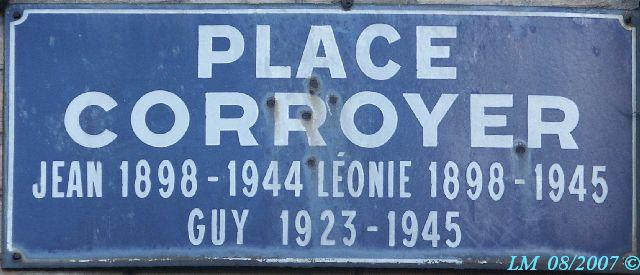 PLACE
CORROYER
JEAN 1898-1944 LÉONIE 1898-1945
GUY 1923-1945
LM 08/2007 ©